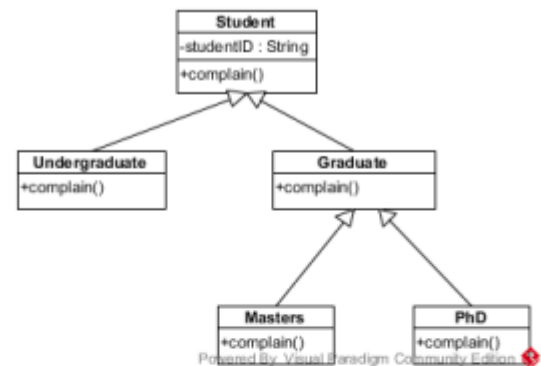 Student
-studentID : String
+complain()
Undergraduate
+complain()
Graduate
+complain()
Masters
+complain()
PhD
+complain()
Powered By Visual Paradigm Community Edition